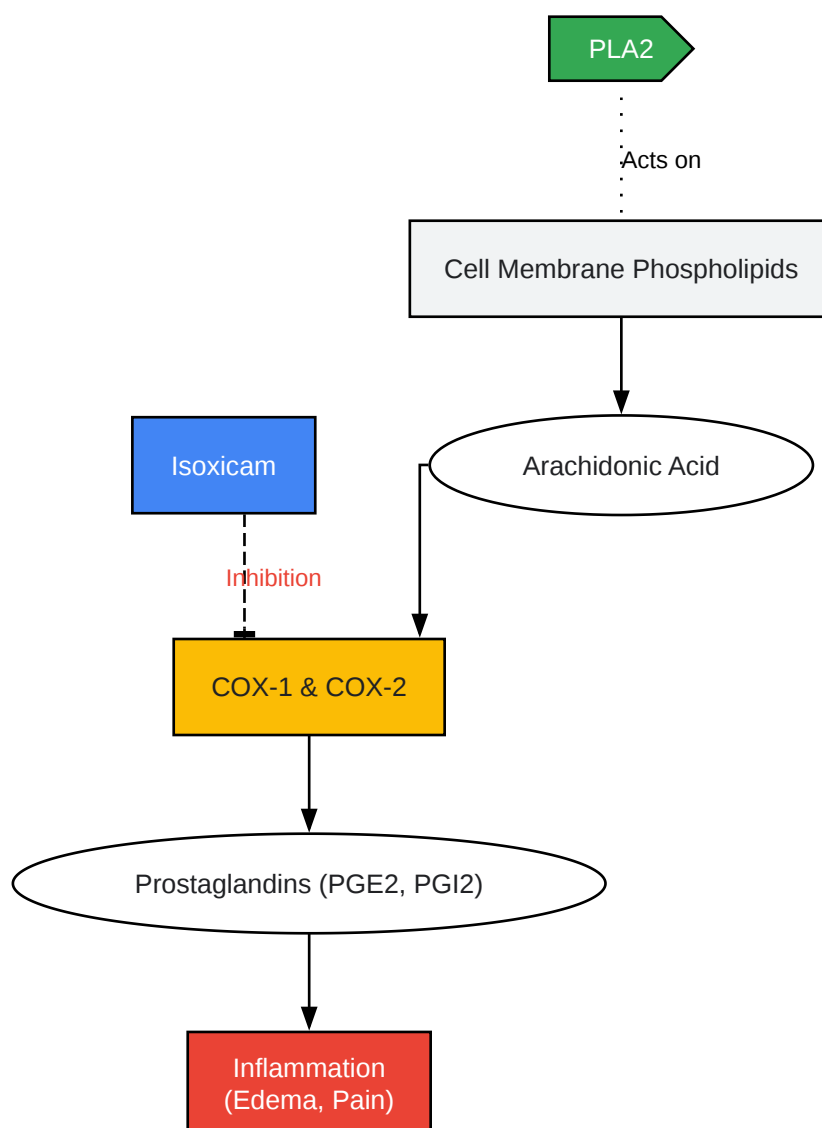 PLA2
Acts on
Cell Membrane Phospholipids
Isoxicam
Arachidonic Acid
Inhibition
COX-1 & COX-2
Prostaglandins (PGE2, PGI2)
Inflammation
(Edema, Pain)